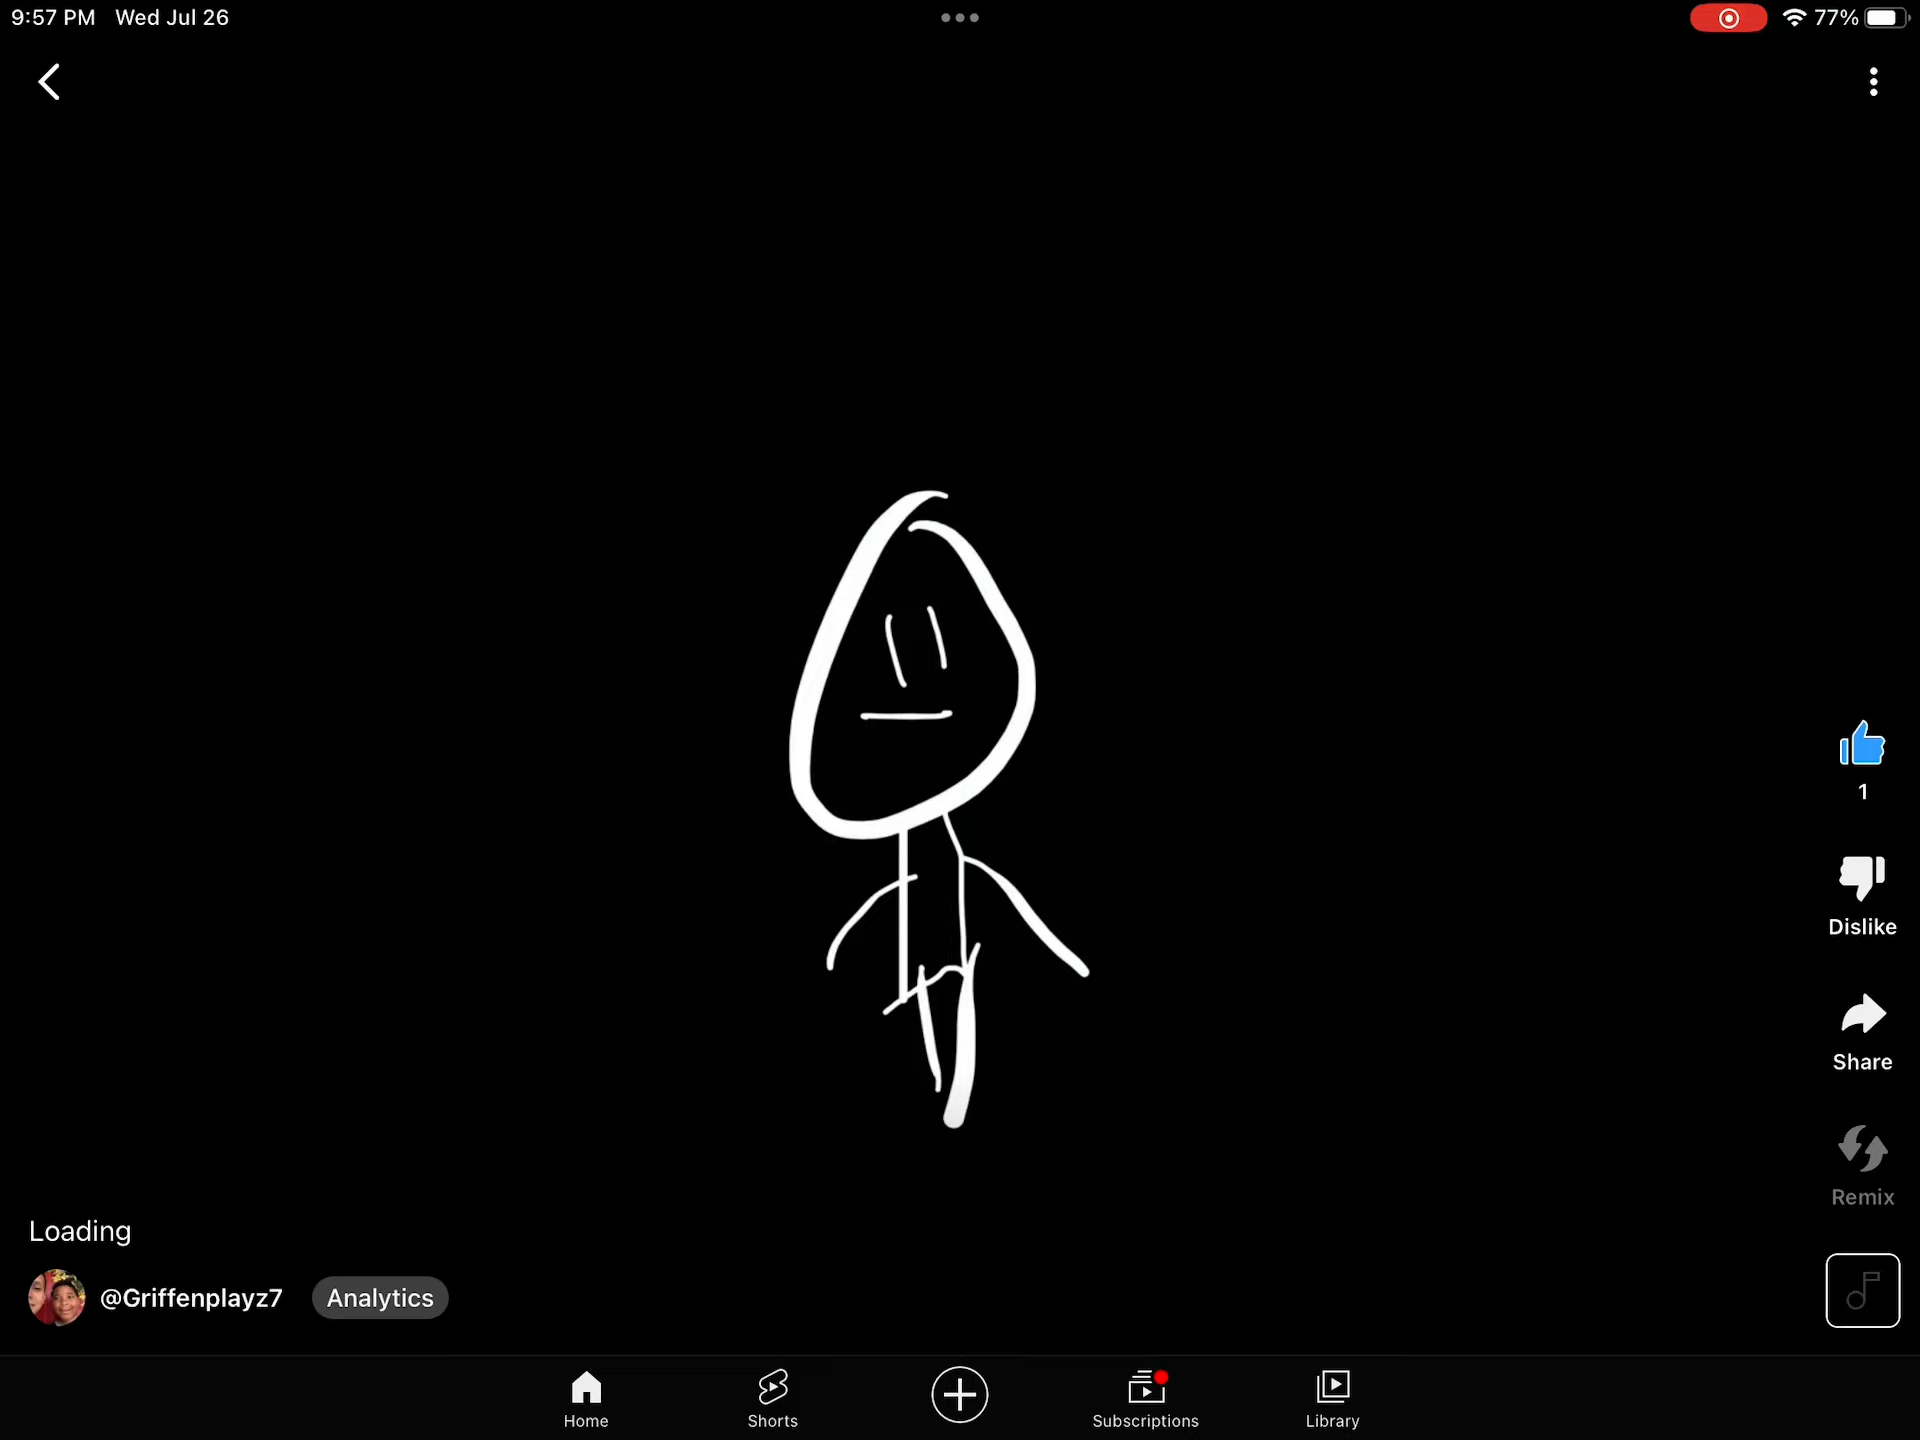 9:57 PM Wed Jul 26
77%
1
Dislike
Share
Remix
Loading
@Griffenplayz7 Analytics
Home Shorts Subscriptions Library